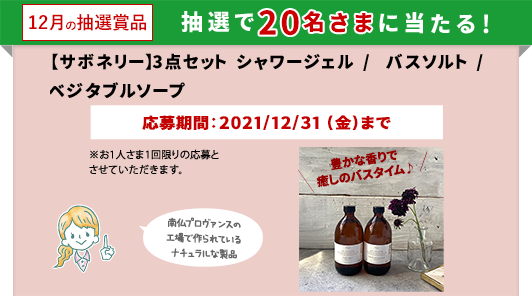 12月の抽選賞品
抽選で20名さまに当たる！
【サボネリー】3点セット シャワージェル / バスソルト /
ベジタブルソープ
応募期間：2021/12/31（金）まで
※お1人さま1回限りの応募と
させていただきます。
豊かな香りで
癒しのバスタイム♪
南仏プロヴァンスの
工場で作られている
ナチュラルな製品